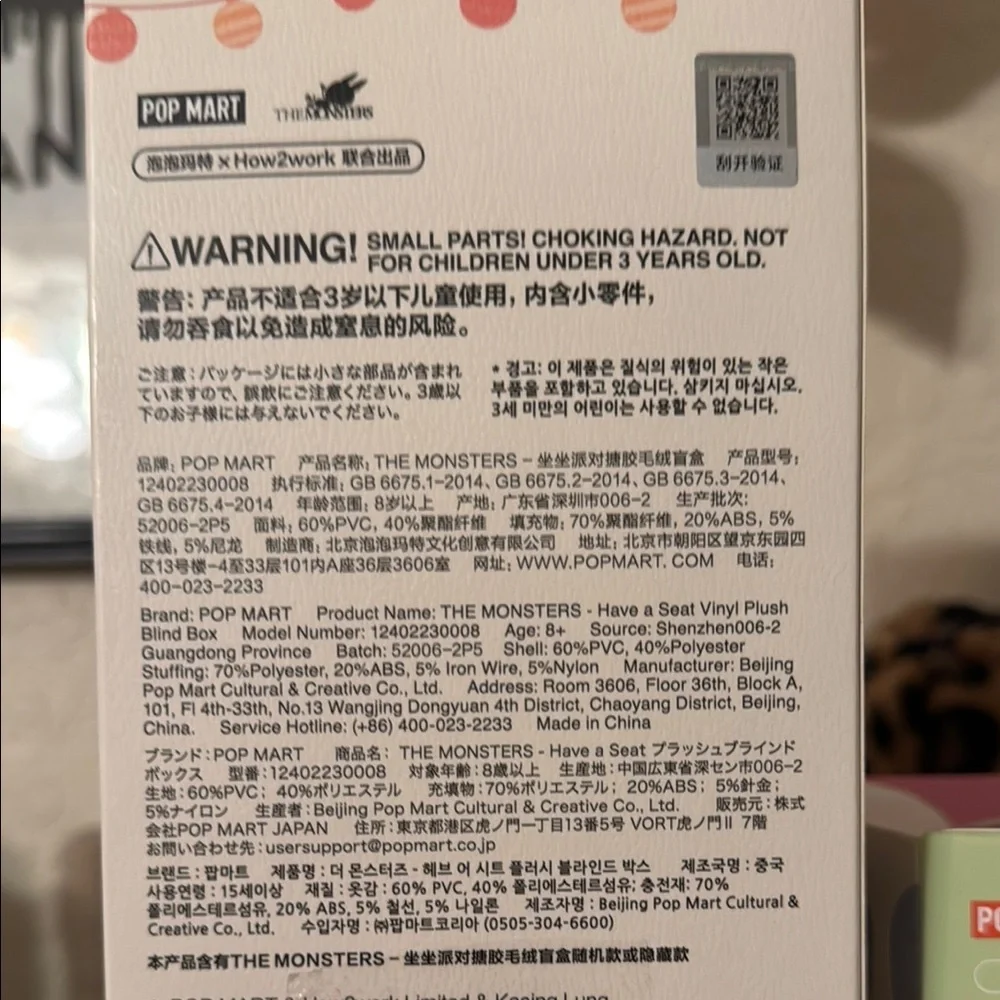 POP MART THE MONSTERS
泡泡玛特 x How2work 联合出品
刮开验证
WARNING! SMALL PARTS! CHOKING HAZARD. NOT
FOR CHILDREN UNDER 3 YEARS OLD.
警告: 产品不适合3岁以下儿童使用, 内含小零件,
请勿吞食以免造成窒息的风险。
ご注意：パッケージには小さな部品が含まれ
ていますので、誤飲にご注意ください。3歳以
下のお子様には与えないでください。
* 경고: 이 제품은 질식의 위험이 있는 작은
부품을 포함하고 있습니다. 삼키지 마십시오.
3세 미만의 어린이는 사용할 수 없습니다.
品牌: POP MART 产品名称: THE MONSTERS – 坐坐派对搪胶毛绒盲盒 产品型号:
12402230008 执行标准: GB 6675.1-2014、GB 6675.2-2014、GB 6675.3-2014、
GB 6675.4-2014 年龄范围: 8岁以上 产地: 广东省深圳市006-2 生产批次:
52006-2P5 面料: 60%PVC, 40%聚酯纤维 填充物: 70%聚酯纤维, 20%ABS, 5%
铁线, 5%尼龙 制造商: 北京泡泡玛特文化创意有限公司 地址: 北京市朝阳区望京东园四
区13号楼-4至33层101内A座36层3606室 网址: WWW.POPMART. COM 电话:
400-023-2233
Brand: POP MART Product Name: THE MONSTERS - Have a Seat Vinyl Plush
Blind Box Model Number: 12402230008 Age: 8+ Source: Shenzhen006-2
Guangdong Province Batch: 52006-2P5 Shell: 60%PVC, 40%Polyester
Stuffing: 70%Polyester, 20%ABS, 5% Iron Wire, 5%Nylon Manufacturer: Beijing
Pop Mart Cultural & Creative Co., Ltd. Address: Room 3606, Floor 36th, Block A,
101, Fl 4th-33th, No.13 Wangjing Dongyuan 4th District, Chaoyang District, Beijing,
China. Service Hotline: (+86) 400-023-2233 Made in China
ブランド：POP MART 商品名： THE MONSTERS - Have a Seat プラッシュブラインド
ボックス 型番：12402230008 対象年齢：8歳以上 生産地：中国広東省深セン市006-2
生地：60%PVC；40%ポリエステル 充填物：70%ポリエステル；20%ABS；5%針金；
5%ナイロン 生産者：Beijing Pop Mart Cultural & Creative Co., Ltd. 販売元：株式
会社POP MART JAPAN 住所：東京都港区虎ノ門一丁目13番5号 VORT虎ノ門Ⅱ 7階
お問い合わせ先：usersupport@popmart.co.jp
브랜드 : 팝마트 제품명 : 더 몬스터즈 - 헤브 어 시트 플러시 블라인드 박스 제조국명 : 중국
사용연령 : 15세이상 재질 : 옷감 : 60% PVC, 40% 폴리에스테르섬유; 충전재: 70%
폴리에스테르섬유, 20% ABS, 5% 철선, 5% 나일론 제조자명 : Beijing Pop Mart Cultural &
Creative Co., Ltd. 수입자명 : ㈜팝마트코리아 (0505-304-6600)
本产品含有THE MONSTERS – 坐坐派对搪胶毛绒盲盒随机款或隐藏款